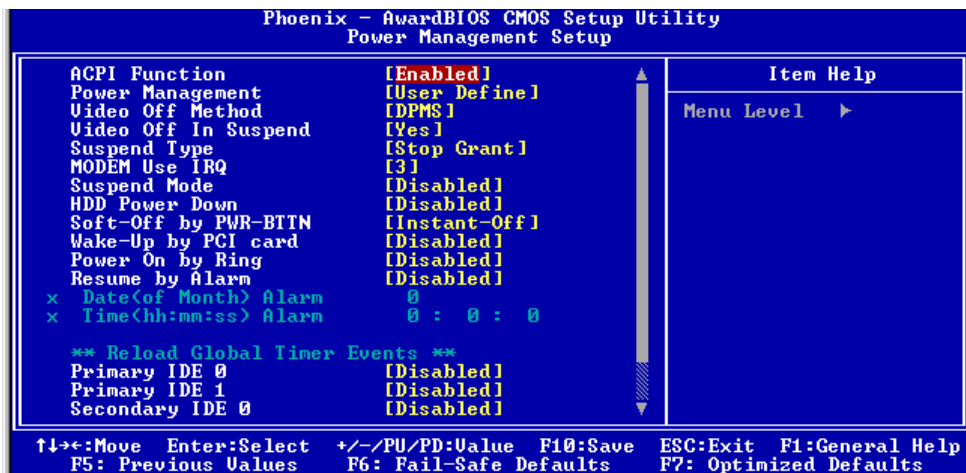 Phoenix - AwardBIOS CMOS Setup Utility
Power Management Setup
ACPI Function [Enabled]
Power Management [User Define]
Video Off Method [DPMS]
Video Off In Suspend [Yes]
Suspend Type [Stop Grant]
MODEM Use IRQ [3]
Suspend Mode [Disabled]
HDD Power Down [Disabled]
Soft-Off by PWR-BTTN [Instant-Off]
Wake-Up by PCI card [Disabled]
Power On by Ring [Disabled]
Resume by Alarm [Disabled]
x Date(of Month) Alarm 0
x Time(hh:mm:ss) Alarm 0 : 0 : 0
** Reload Global Timer Events **
Primary IDE 0 [Disabled]
Primary IDE 1 [Disabled]
Secondary IDE 0 [Disabled]
Item Help
Menu Level ►
↑↓→←:Move Enter:Select +/-/PU/PD:Value F10:Save ESC:Exit F1:General Help
F5: Previous Values F6: Fail-Safe Defaults F7: Optimized Defaults